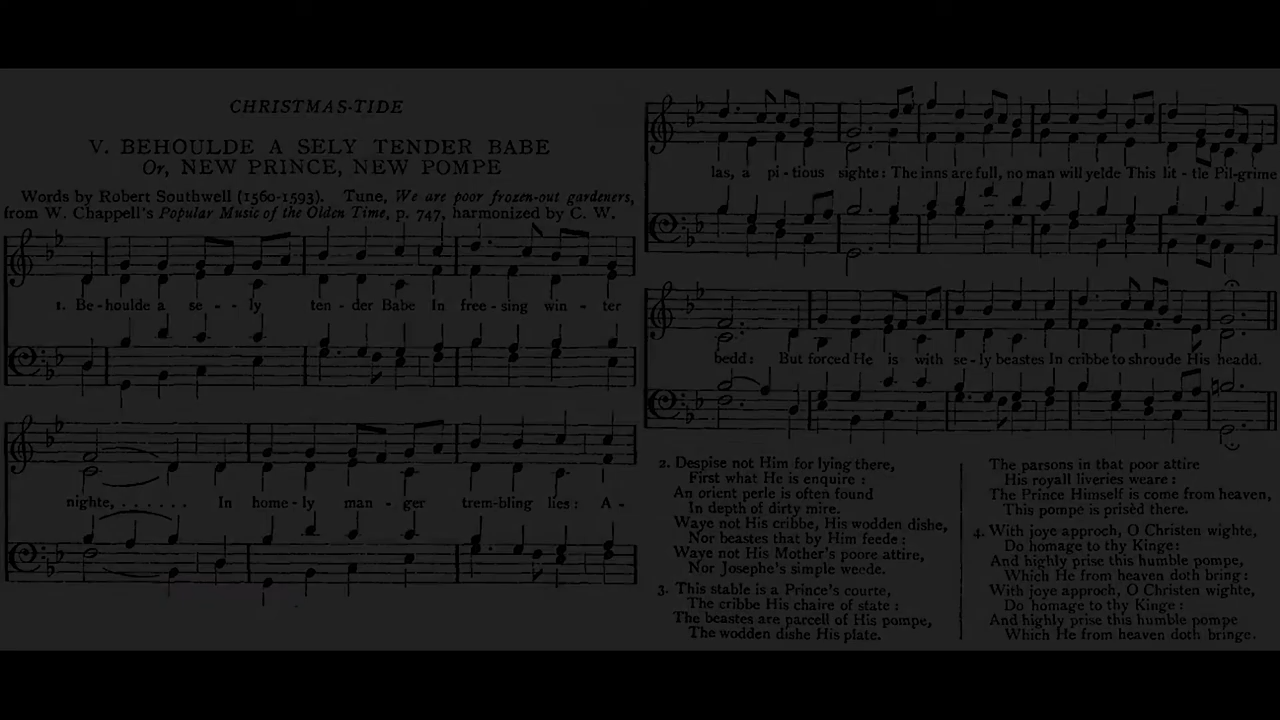 CHRISTMAS-TIDE
V. BEHOULDE A SELY TENDER BABE
Or, NEW PRINCE, NEW POMPE
Words by Robert Southwell (1560-1593). Tune, We are poor frozen-out gardeners,
from W. Chappell's Popular Music of the Olden Time, p. 747, harmonized by C. W.
1. Be-houlde a se - - ly ten - der Babe In free - sing win - ter
nighte, . . . . . . In home - ly man - ger trem-bling lies: A -
las, a pi - tious sighte: The inns are full, no man will yelde This lit - tle Pil-grime
bedd: But forced He is with se - ly beastes In cribbe to shroude His headd.
2. Despise not Him for lying there,
First what He is enquire :
An orient perle is often found
In depth of dirty mire.
Waye not His cribbe, His wodden dishe,
Nor beastes that by Him feede :
Waye not His Mother's poore attire,
Nor Josephe's simple weede.
3. This stable is a Prince's courte,
The cribbe His chaire of state :
The beastes are parcell of His pompe,
The wodden dishe His plate.
The parsons in that poor attire
His royall liveries weare :
The Prince Himself is come from heaven,
This pompe is prisèd there.
4. With joye approch, O Christen wighte,
Do homage to thy Kinge :
And highly prise this humble pompe,
Which He from heaven doth bring :
With joye approch, O Christen wighte,
Do homage to thy Kinge :
And highly prise this humble pompe
Which He from heaven doth bringe.